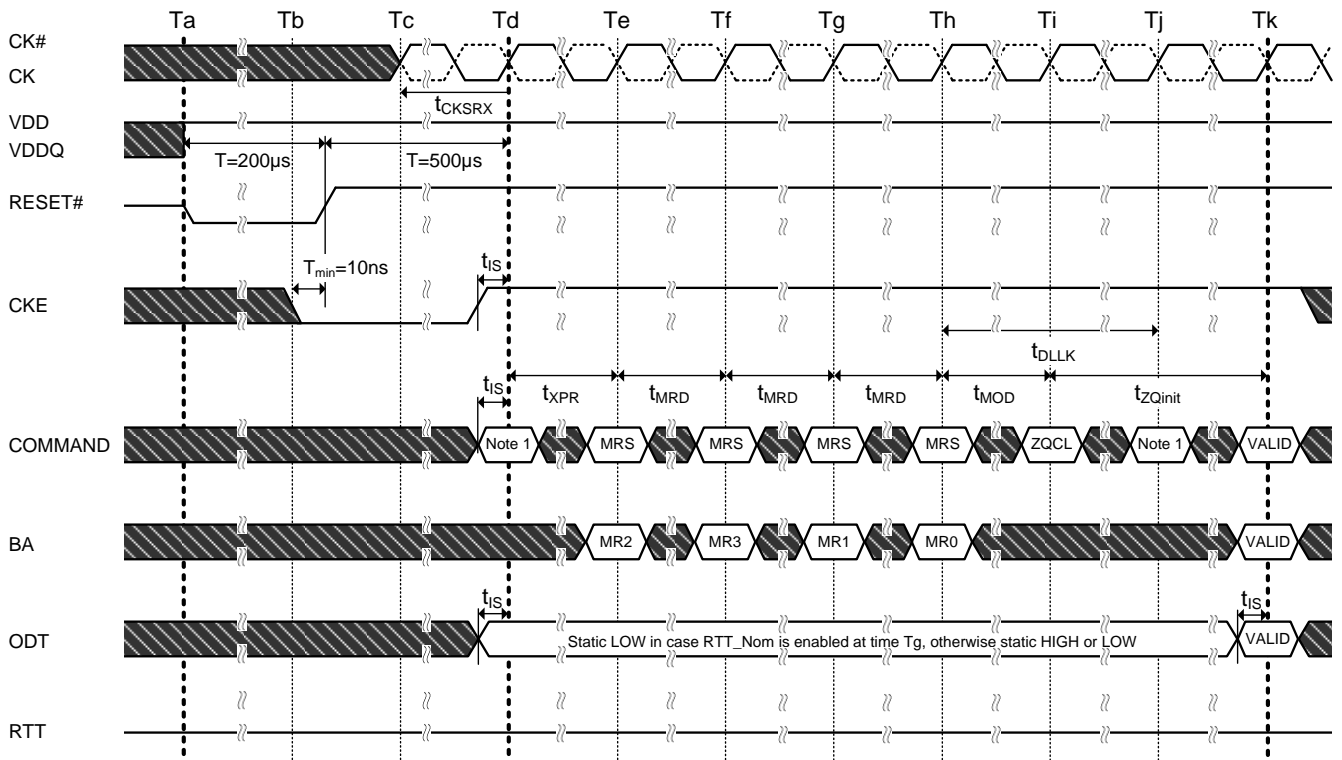 Ta Tb Tc Td Te Tf Tg Th Ti Tj Tk
CK#
CK
tCKSRX
VDD
VDDQ
T=200µs T=500µs
RESET#
Tmin=10ns tIS
CKE
tDLLK
tIS tXPR tMRD tMRD tMRD tMOD tZQinit
COMMAND Note 1 MRS MRS MRS MRS ZQCL Note 1 VALID
BA MR2 MR3 MR1 MR0 VALID
tIS tIS
ODT Static LOW in case RTT_Nom is enabled at time Tg, otherwise static HIGH or LOW VALID
RTT